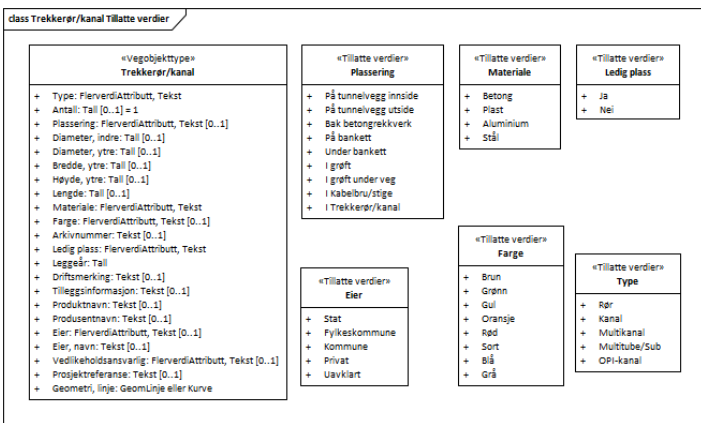 class Trekkerør/kanal Tillatte verdier
«Vegobjekttype»
Trekkerør/kanal
+ Type: FlerverdiAttributt, Tekst
+ Antall: Tall [0..1] = 1
+ Plassering: FlerverdiAttributt, Tekst [0..1]
+ Diameter, indre: Tall [0..1]
+ Diameter, ytre: Tall [0..1]
+ Bredde, ytre: Tall [0..1]
+ Høyde, ytre: Tall [0..1]
+ Lengde: Tall [0..1]
+ Materiale: FlerverdiAttributt, Tekst
+ Farge: FlerverdiAttributt, Tekst [0..1]
+ Arkivnummer: Tekst [0..1]
+ Ledig plass: FlerverdiAttributt, Tekst
+ Leggeår: Tall
+ Driftsmerking: Tekst [0..1]
+ Tilleggsinformasjon: Tekst [0..1]
+ Produktnavn: Tekst [0..1]
+ Produsentnavn: Tekst [0..1]
+ Eier: FlerverdiAttributt, Tekst [0..1]
+ Eier, navn: Tekst [0..1]
+ Vedlikeholdsansvarlig: FlerverdiAttributt, Tekst [0..1]
+ Prosjektreferanse: Tekst [0..1]
+ Geometri, linje: GeomLinje eller Kurve
«Tillatte verdier»
Plassering
+ På tunnelvegg innside
+ På tunnelvegg utside
+ Bak betongrekkverk
+ På bankett
+ Under bankett
+ I grøft
+ I grøft under veg
+ I Kabelbru/stige
+ I Trekkerør/kanal
«Tillatte verdier»
Materiale
+ Betong
+ Plast
+ Aluminium
+ Stål
«Tillatte verdier»
Ledig plass
+ Ja
+ Nei
«Tillatte verdier»
Eier
+ Stat
+ Fylkeskommune
+ Kommune
+ Privat
+ Uavklart
«Tillatte verdier»
Farge
+ Brun
+ Grønn
+ Gul
+ Oransje
+ Rød
+ Sort
+ Blå
+ Grå
«Tillatte verdier»
Type
+ Rør
+ Kanal
+ Multikanal
+ Multitube/Sub
+ OPI-kanal